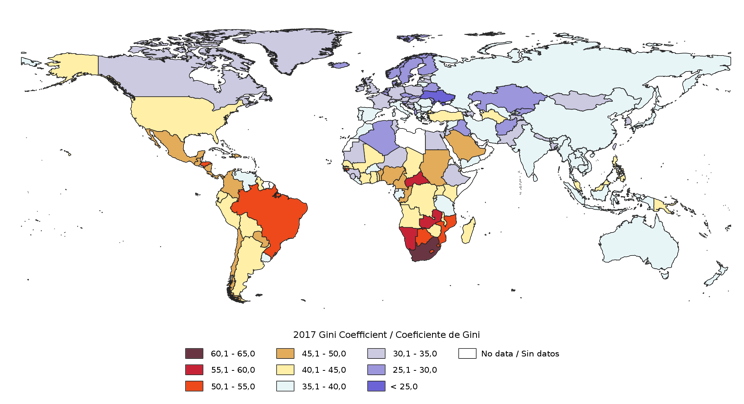 2017 Gini Coefficient / Coeficiente de Gini
60,1 - 65,0 45,1 - 50,0 30,1 - 35,0 No data / Sin datos
55,1 - 60,0 40,1 - 45,0 25,1 - 30,0
50,1 - 55,0 35,1 - 40,0 < 25,0